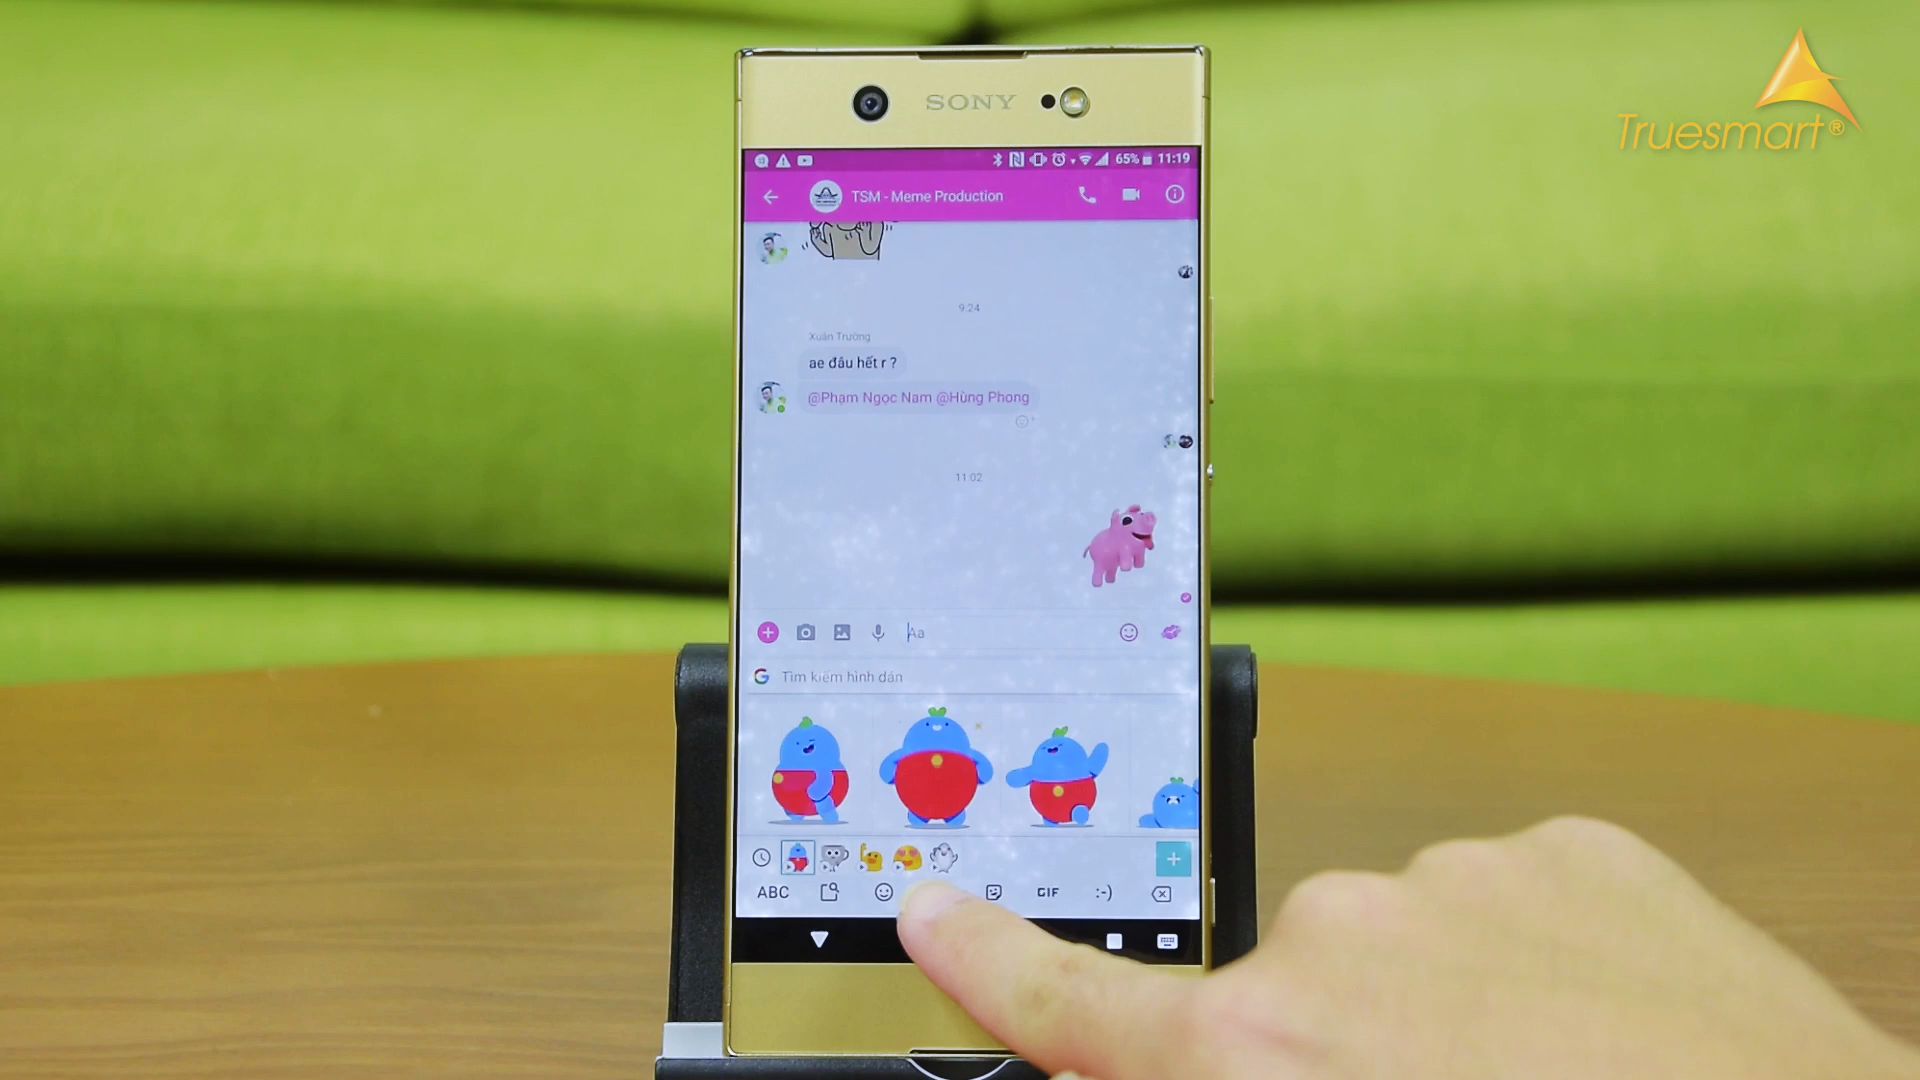 SONY
Truesmart®
65% 11:19
TSM - Meme Production
9:24
Xuân Trường
ae đâu hết r ?
@Phạm Ngọc Nam @Hùng Phong
11:02
Aa
G Tìm kiếm hình dán
ABC GIF :-)